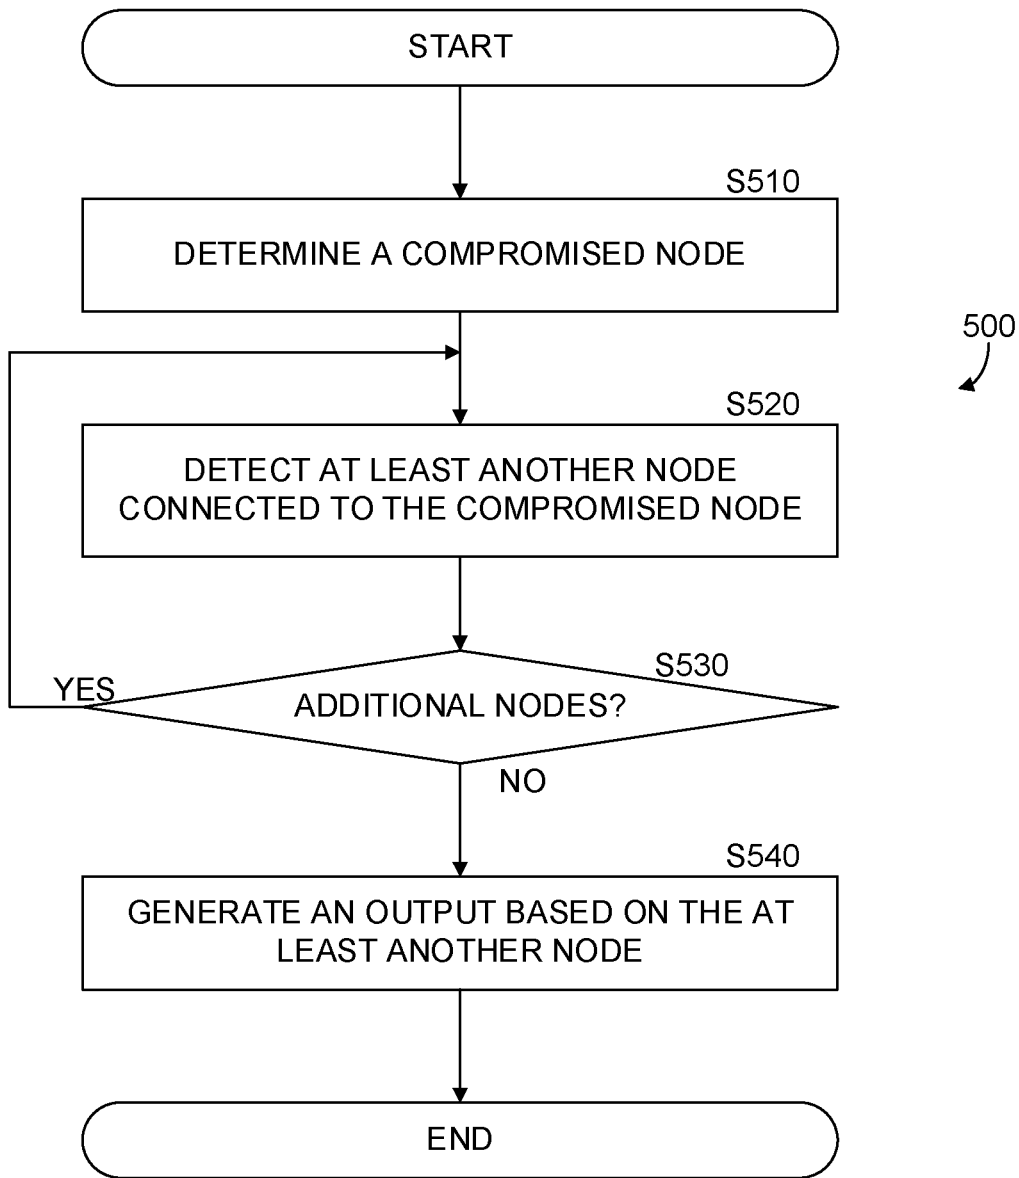 START
S510
DETERMINE A COMPROMISED NODE
500
S520
DETECT AT LEAST ANOTHER NODE
CONNECTED TO THE COMPROMISED NODE
S530
YES
ADDITIONAL NODES?
NO
S540
GENERATE AN OUTPUT BASED ON THE AT
LEAST ANOTHER NODE
END